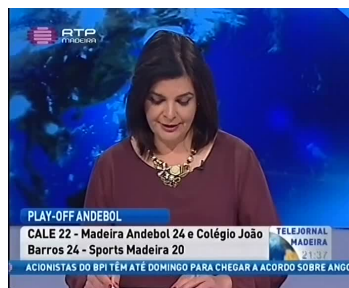 RTP
MADEIRA
PLAY-OFF ANDEBOL
CALE 22 - Madeira Andebol 24 e Colégio João
Barros 24 - Sports Madeira 20
TELEJORNAL
MADEIRA
21:37
ACIONISTAS DO BPI TÊM ATÉ DOMINGO PARA CHEGAR A ACORDO SOBRE ANGO